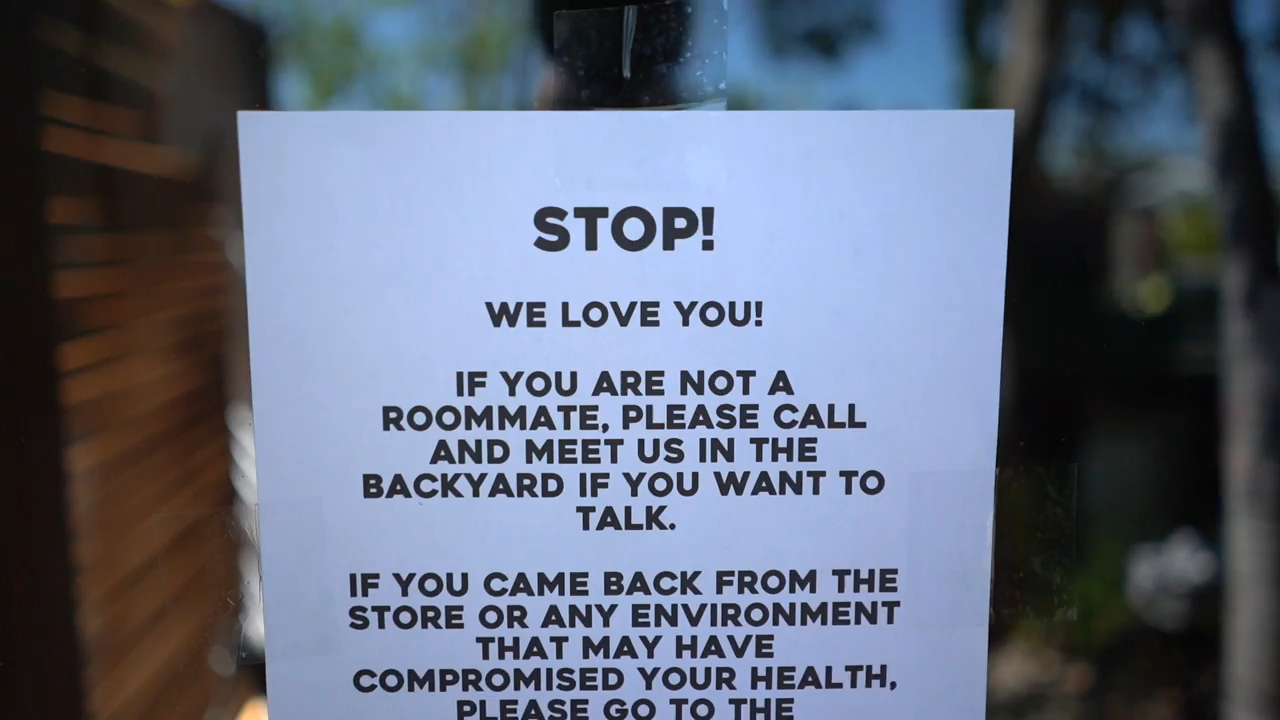 STOP!
WE LOVE YOU!
IF YOU ARE NOT A
ROOMMATE, PLEASE CALL
AND MEET US IN THE
BACKYARD IF YOU WANT TO
TALK.
IF YOU CAME BACK FROM THE
STORE OR ANY ENVIRONMENT
THAT MAY HAVE
COMPROMISED YOUR HEALTH,
PLEASE GO TO THE